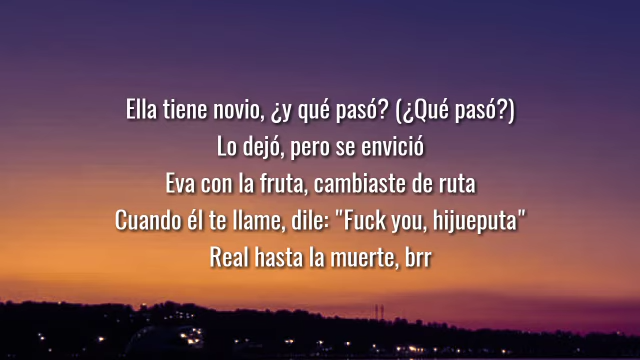 Ella tiene novio, ¿y qué pasó? (¿Qué pasó?)
Lo dejó, pero se envició
Eva con la fruta, cambiaste de ruta
Cuando él te llame, dile: "Fuck you, hijueputa"
Real hasta la muerte, brr